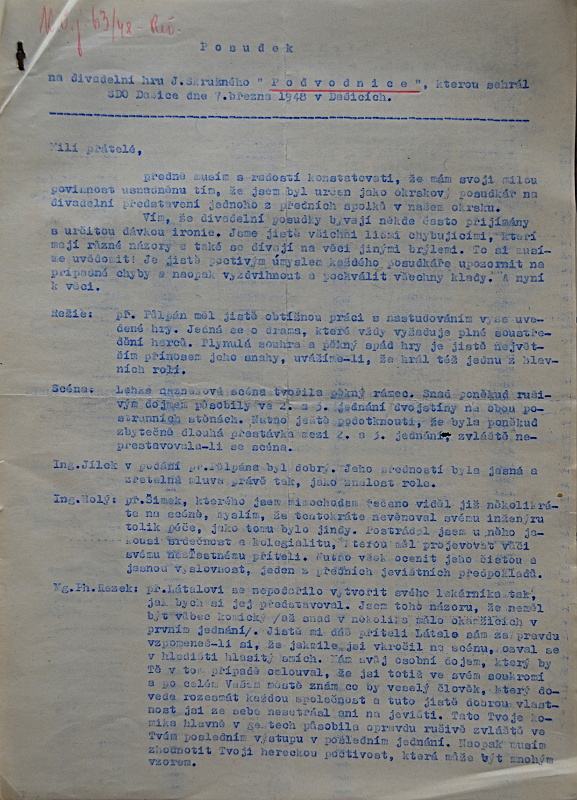 63/48
Posudek
na divadelní hru J.Skružného " Podvodnice", kterou sehrál
SDO Dašice dne 7.března 1948 v Dašicích.
Milí přátelé,
předně musím s radostí konstatovati, že mám svoji milou
povinnost usnadněnu tím, že jsem byl určen jako okrskový posudkář na
divadelní představení jednoho z předních spolků v našem okrsku.
Vím, že divadelní posudky bývají někde často přijímány
s určitou dávkou ironie. Jsme jistě všichni lidmi chybujícími, kteří
mají různé názory a také se dívají na věci jinými brýlemi. To si musí-
me uvědomit! Je jistě poctivým úmyslem každého posudkáře upozornit na
případné chyby a naopak vyzdvihnout a pochválit všechny klady. A nyní
k věci.
Režie: př. Půlpán měl jistě obtížnou práci s nastudováním výše uve-
dené hry. Jedná se o drama, které vždy vyžaduje plné soustře-
dění herců. Plynulá souhra a pěkný spád hry je jistě největ-
ším přínosem jeho snahy, uvážíme-li, že hrál též jednu z hlav-
ních rolí.
Scéna: Lehce náznaková scéna tvořila pěkný rámec. Snad poněkud ruši-
vým dojmem působily ve 2. a 3. jednání dvojstíny na obou po-
stranních stěnách. Nutno ještě podotknouti, že byla poněkud
zbytečně dlouhá přestávka mezi 2. a 3. jednáním, zvláště ne-
přestavovala-li se scéna.
Ing.Jílek v podání př.Půlpána byl dobrý. Jeho předností byla jasná a
zřetelná mluva právě tak, jako znalost role.
Ing.Holý: př.Šimek, kterého jsem mimochodem řečeno viděl již několikrá-
te na scéně, myslím, že tentokráte nevěnoval svému inženýru
tolik péče, jako tomu bylo jindy. Postrádal jsem u něho ja-
kousi srdečnost a kolegialitu, kterou měl projevovat vůči
svému nešťastnému příteli. Nutno však ocenit jeho čistou a
jasnou výslovnost, jeden z předních jevištních předpokladů.
Mg.Ph.Rezek: př.Látalovi se nepodařilo vytvořit svého lékárníka tak,
jak bych si jej představoval. Jsem toho názoru, že neměl
být vůbec komický /až snad v několika málo okamžicích v
prvním jednání/. Jistě mi dáš příteli Látale sám za pravdu
vzpomeneš-li si, že jakmile jsi vkročil na scénu, ozval se
v hledišti hlasitý smích. Mám svůj osobní dojem, který by
Tě v tom případě omlouval, že jsi totiž ve svém soukromí
a po celém Vašem městě znám co by veselý člověk, který do-
vede rozesmát každou společnost a tuto jistě dobrou vlast-
nost jsi ze sebe nesetřásl ani na jevišti. Tato Tvoje ko-
mika hlavně v gestech působila opravdu rušivě zvláště ve
Tvém posledním výstupu v posledním jednání. Naopak musím
zhodnotit Tvoji hereckou poctivost, která může být mnohým
vzorem.